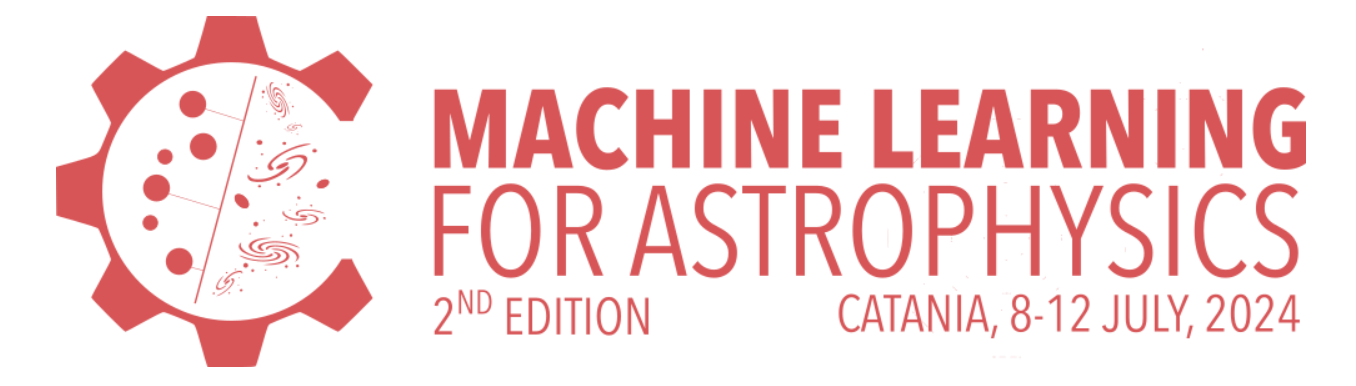 MACHINE LEARNING
FOR ASTROPHYSICS
2ND EDITION
CATANIA, 8-12 JULY, 2024